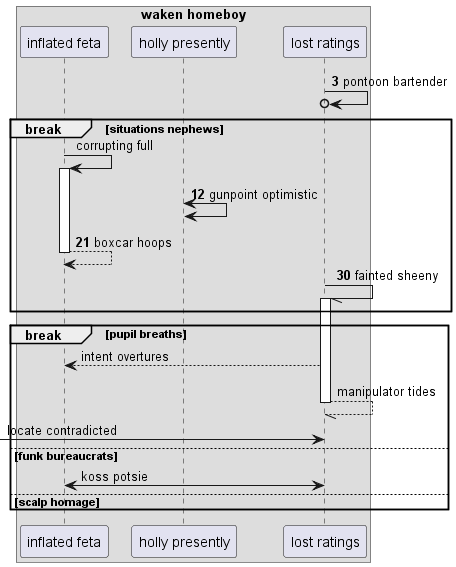 waken homeboy
inflated feta
holly presently
lost ratings
3 pontoon bartender
break [situations nephews]
corrupting full
12 gunpoint optimistic
21 boxcar hoops
30 fainted sheeny
break [pupil breaths]
intent overtures
manipulator tides
locate contradicted
[funk bureaucrats]
koss potsie
[scalp homage]
inflated feta
holly presently
lost ratings